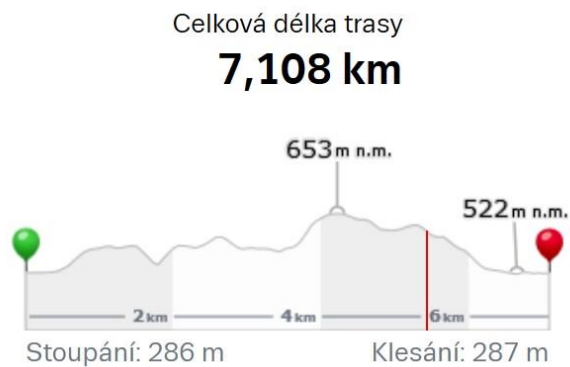 Celková délka trasy
7,108 km
653 m n.m.
522 m n.m.
2 km 4 km 6 km
Stoupání: 286 m Klesání: 287 m